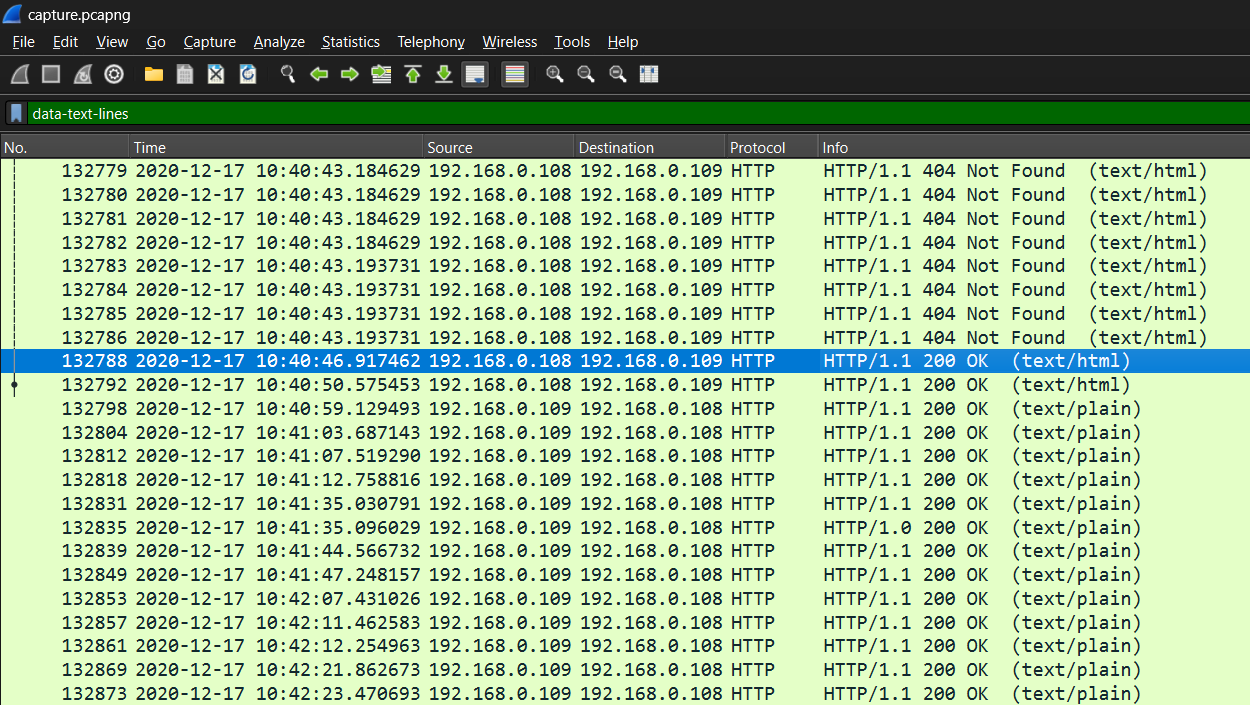 capture.pcapng
File Edit View Go Capture Analyze Statistics Telephony Wireless Tools Help
data-text-lines
No. Time Source Destination Protocol Info
132779 2020-12-17 10:40:43.184629 192.168.0.108 192.168.0.109 HTTP HTTP/1.1 404 Not Found (text/html)
132780 2020-12-17 10:40:43.184629 192.168.0.108 192.168.0.109 HTTP HTTP/1.1 404 Not Found (text/html)
132781 2020-12-17 10:40:43.184629 192.168.0.108 192.168.0.109 HTTP HTTP/1.1 404 Not Found (text/html)
132782 2020-12-17 10:40:43.184629 192.168.0.108 192.168.0.109 HTTP HTTP/1.1 404 Not Found (text/html)
132783 2020-12-17 10:40:43.193731 192.168.0.108 192.168.0.109 HTTP HTTP/1.1 404 Not Found (text/html)
132784 2020-12-17 10:40:43.193731 192.168.0.108 192.168.0.109 HTTP HTTP/1.1 404 Not Found (text/html)
132785 2020-12-17 10:40:43.193731 192.168.0.108 192.168.0.109 HTTP HTTP/1.1 404 Not Found (text/html)
132786 2020-12-17 10:40:43.193731 192.168.0.108 192.168.0.109 HTTP HTTP/1.1 404 Not Found (text/html)
132788 2020-12-17 10:40:46.917462 192.168.0.108 192.168.0.109 HTTP HTTP/1.1 200 OK (text/html)
132792 2020-12-17 10:40:50.575453 192.168.0.108 192.168.0.109 HTTP HTTP/1.1 200 OK (text/html)
132798 2020-12-17 10:40:59.129493 192.168.0.109 192.168.0.108 HTTP HTTP/1.1 200 OK (text/plain)
132804 2020-12-17 10:41:03.687143 192.168.0.109 192.168.0.108 HTTP HTTP/1.1 200 OK (text/plain)
132812 2020-12-17 10:41:07.519290 192.168.0.109 192.168.0.108 HTTP HTTP/1.1 200 OK (text/plain)
132818 2020-12-17 10:41:12.758816 192.168.0.109 192.168.0.108 HTTP HTTP/1.1 200 OK (text/plain)
132831 2020-12-17 10:41:35.030791 192.168.0.109 192.168.0.108 HTTP HTTP/1.1 200 OK (text/plain)
132835 2020-12-17 10:41:35.096029 192.168.0.109 192.168.0.108 HTTP HTTP/1.0 200 OK (text/plain)
132839 2020-12-17 10:41:44.566732 192.168.0.109 192.168.0.108 HTTP HTTP/1.1 200 OK (text/plain)
132849 2020-12-17 10:41:47.248157 192.168.0.109 192.168.0.108 HTTP HTTP/1.1 200 OK (text/plain)
132853 2020-12-17 10:42:07.431026 192.168.0.109 192.168.0.108 HTTP HTTP/1.1 200 OK (text/plain)
132857 2020-12-17 10:42:11.462583 192.168.0.109 192.168.0.108 HTTP HTTP/1.1 200 OK (text/plain)
132861 2020-12-17 10:42:12.254963 192.168.0.109 192.168.0.108 HTTP HTTP/1.1 200 OK (text/plain)
132869 2020-12-17 10:42:21.862673 192.168.0.109 192.168.0.108 HTTP HTTP/1.1 200 OK (text/plain)
132873 2020-12-17 10:42:23.470693 192.168.0.109 192.168.0.108 HTTP HTTP/1.1 200 OK (text/plain)